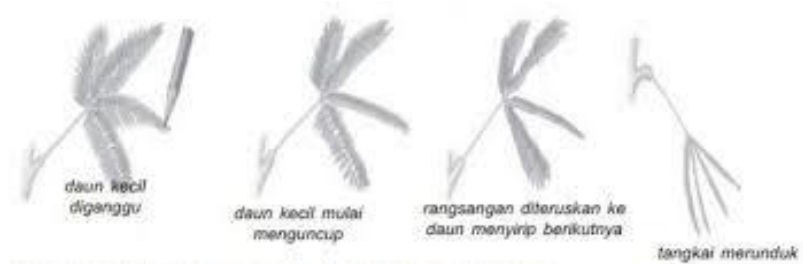 daun kecil
diganggu
daun kecil mulai
menguncup
rangsangan diteruskan ke
daun menyirip berikutnya
tangkai merunduk